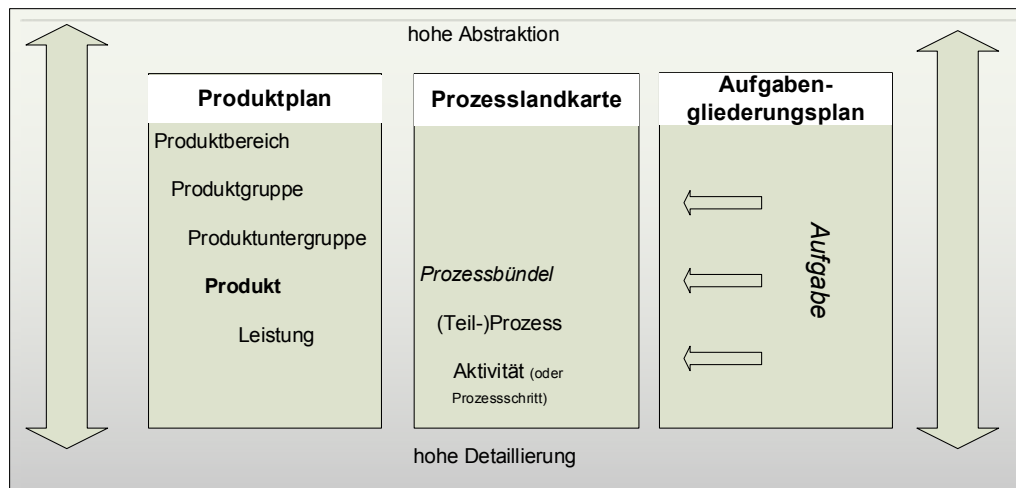 hohe Abstraktion
Produktplan
Produktbereich
Produktgruppe
Produktuntergruppe
Produkt
Leistung
Prozesslandkarte
Prozessbündel
(Teil-)Prozess
Aktivität (oder
Prozessschritt)
Aufgaben-
gliederungsplan
Aufgabe
hohe Detaillierung